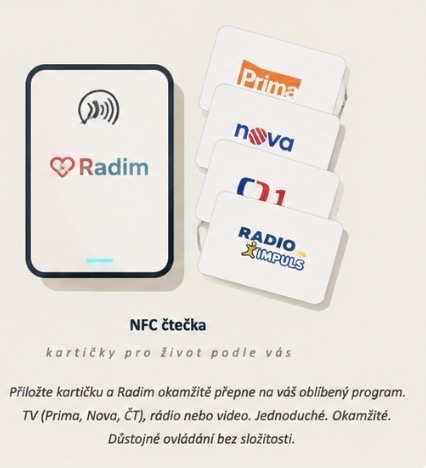 Prima
nova
1
Radim
RADIO
IMPULS
NFC čtečka
kartičky pro život podle vás
Přiložte kartičku a Radim okamžitě přepne na váš oblíbený program.
TV (Prima, Nova, ČT), rádio nebo video. Jednoduché. Okamžité.
Důstojné ovládání bez složitosti.